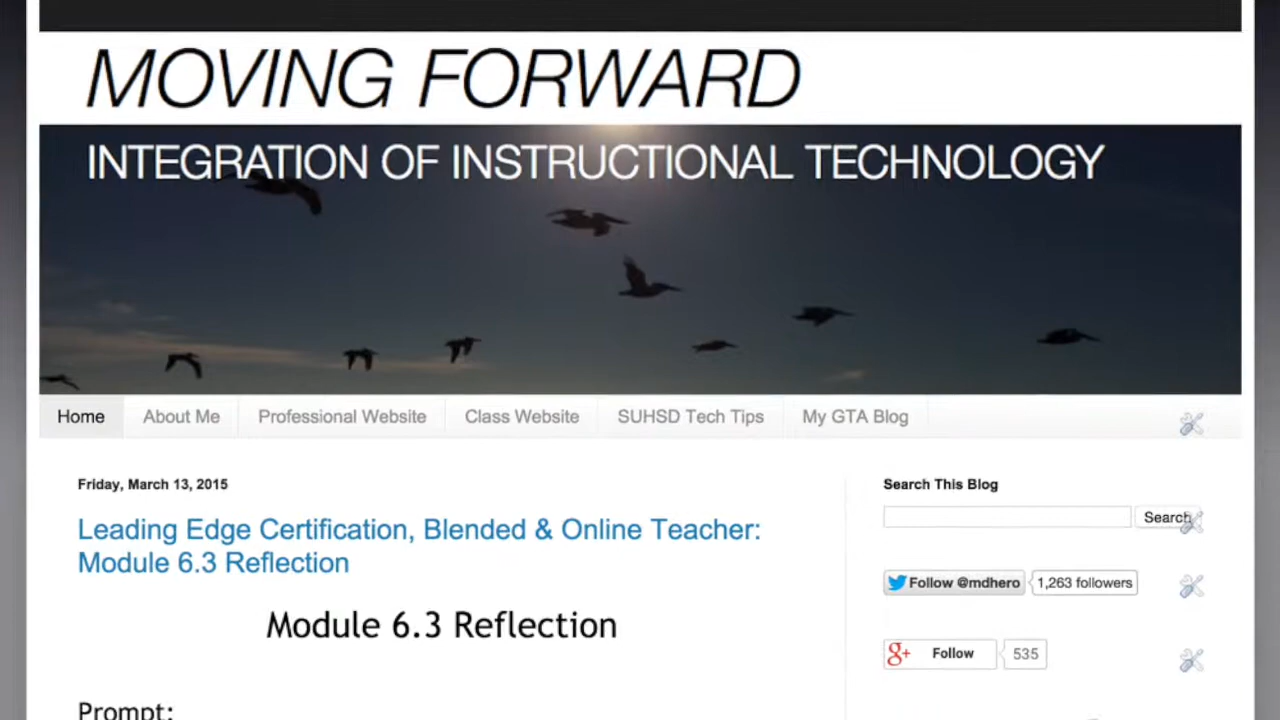 MOVING FORWARD
INTEGRATION OF INSTRUCTIONAL TECHNOLOGY
Home About Me Professional Website Class Website SUHSD Tech Tips My GTA Blog
Friday, March 13, 2015
Leading Edge Certification, Blended & Online Teacher:
Module 6.3 Reflection
Module 6.3 Reflection
Prompt:
Search This Blog
Search
Follow @mdhero 1,263 followers
g+ Follow 535